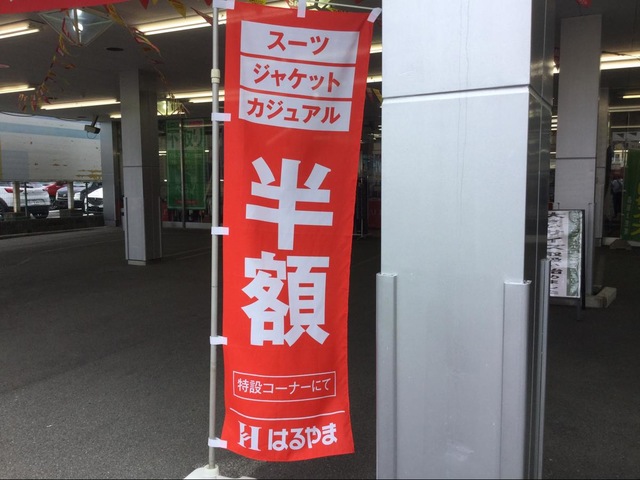 スーツ
ジャケット
カジュアル
半額
特設コーナーにて
はるやま